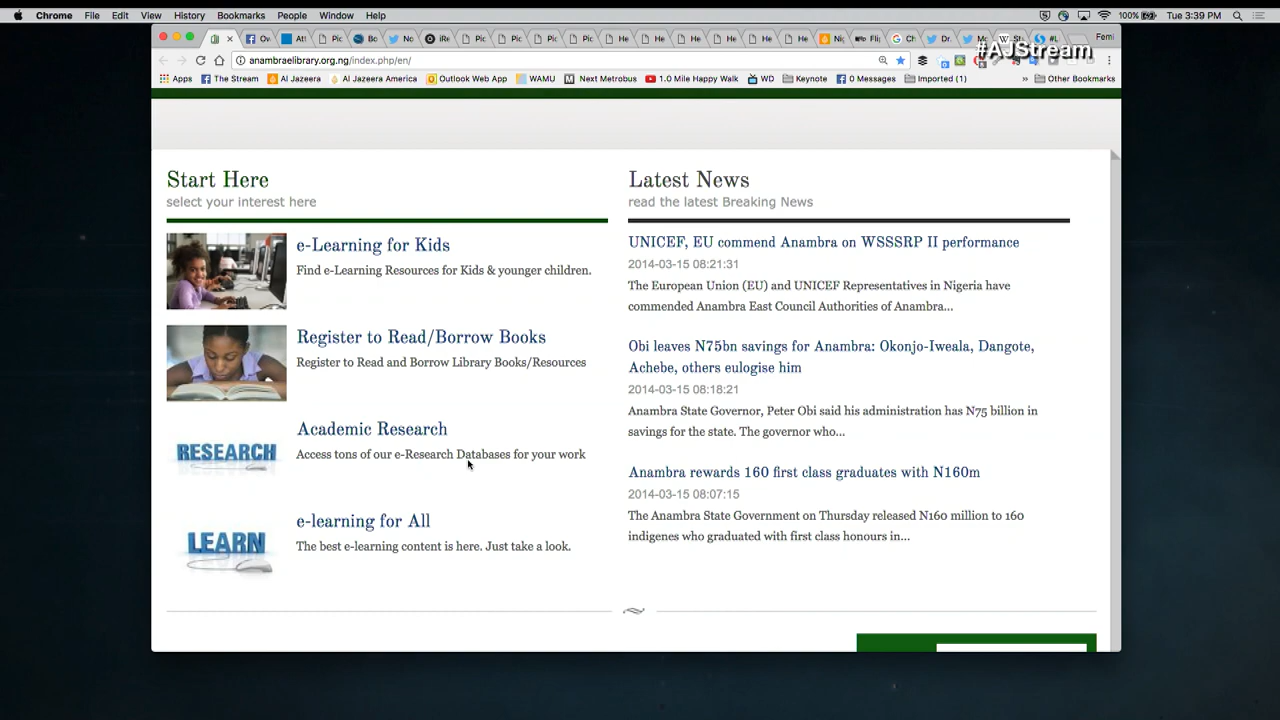 Chrome File Edit View History Bookmarks People Window Help 100% Tue 3:39 PM
Femi
#AJStream
anambraelibrary.org.ng/index.php/en/
Apps The Stream Al Jazeera Al Jazeera America Outlook Web App WAMU Next Metrobus 1.0 Mile Happy Walk WD Keynote 0 Messages Imported (1) » Other Bookmarks
Start Here
select your interest here
e-Learning for Kids
Find e-Learning Resources for Kids & younger children.
Register to Read/Borrow Books
Register to Read and Borrow Library Books/Resources
RESEARCH
Academic Research
Access tons of our e-Research Databases for your work
LEARN
e-learning for All
The best e-learning content is here. Just take a look.
Latest News
read the latest Breaking News
UNICEF, EU commend Anambra on WSSSRP II performance
2014-03-15 08:21:31
The European Union (EU) and UNICEF Representatives in Nigeria have
commended Anambra East Council Authorities of Anambra...
Obi leaves N75bn savings for Anambra: Okonjo-Iweala, Dangote,
Achebe, others eulogise him
2014-03-15 08:18:21
Anambra State Governor, Peter Obi said his administration has N75 billion in
savings for the state. The governor who...
Anambra rewards 160 first class graduates with N160m
2014-03-15 08:07:15
The Anambra State Government on Thursday released N160 million to 160
indigenes who graduated with first class honours in...